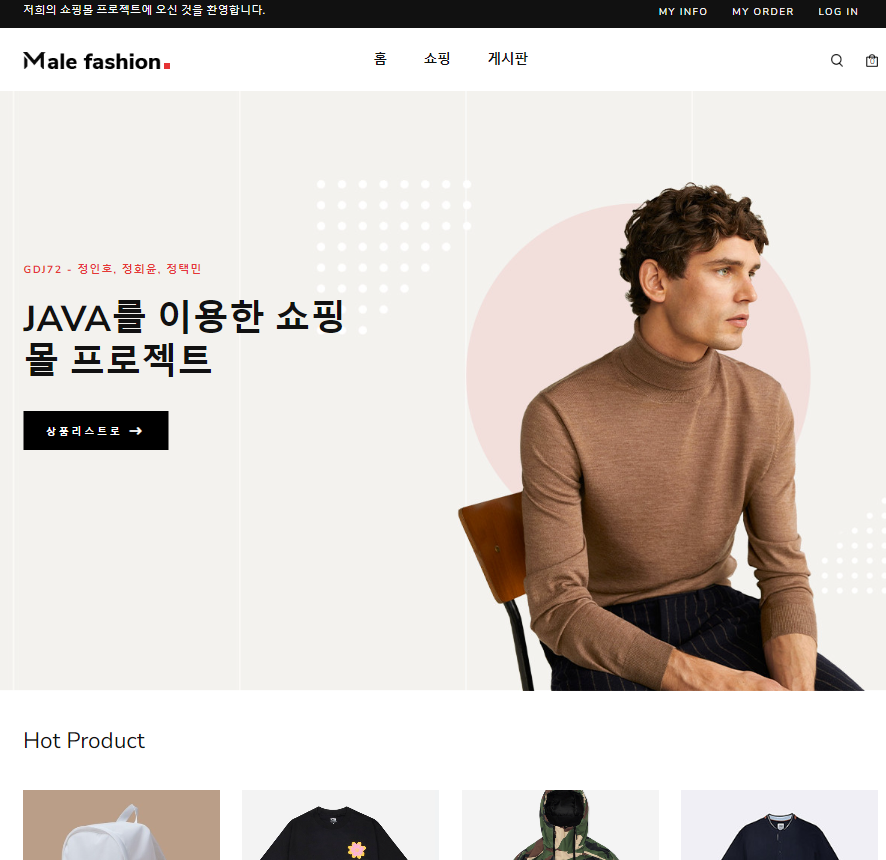 저희의 쇼핑몰 프로젝트에 오신 것을 환영합니다.
MY INFO MY ORDER LOG IN
Male fashion.
홈 쇼핑 게시판
0
GDJ72 - 정인호, 정회윤, 정택민
JAVA를 이용한 쇼핑
몰 프로젝트
상품리스트로 →
Hot Product